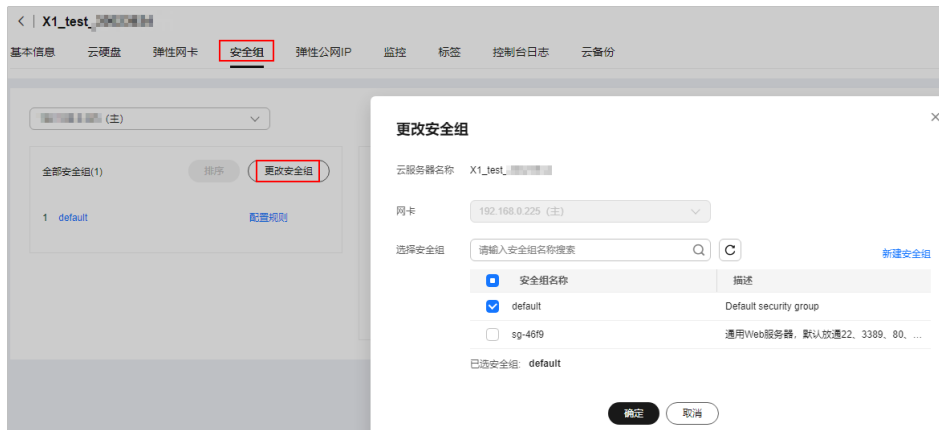 X1_test_
基本信息 云硬盘 弹性网卡 安全组 弹性公网IP 监控 标签 控制台日志 云备份
(主)
全部安全组(1) 排序 更改安全组
1 default 配置规则
更改安全组
云服务器名称 X1_test_
网卡 192.168.0.225 (主)
选择安全组 请输入安全组名称搜索 新建安全组
安全组名称 描述
default Default security group
sg-46f9 通用Web服务器，默认放通22、3389、80、...
已选安全组: default
确定 取消